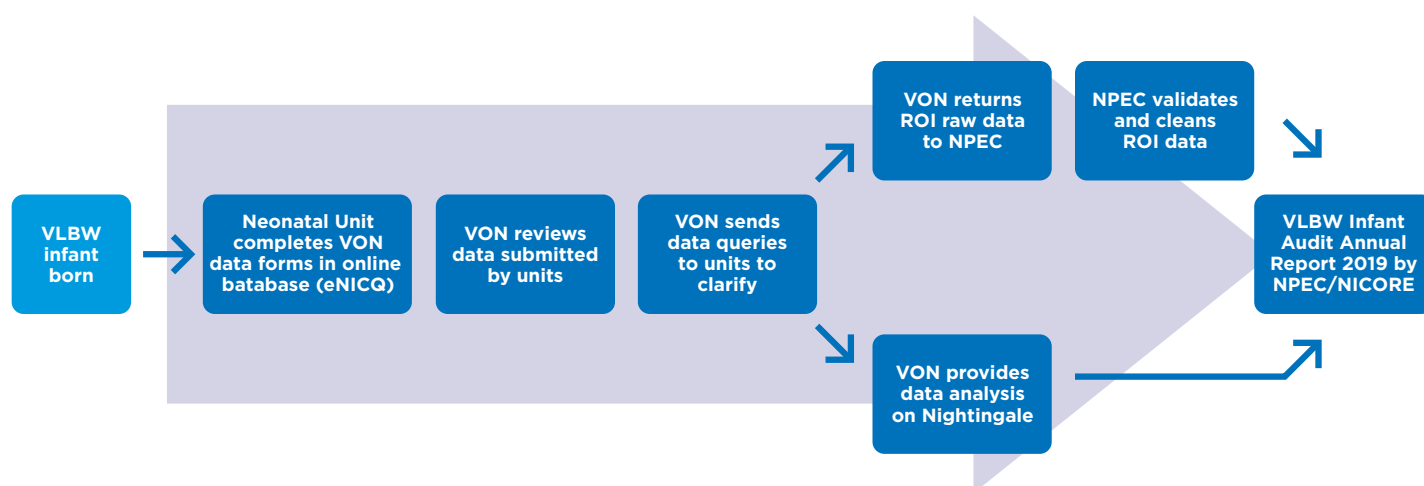 VLBW
infant
born
Neonatal Unit
completes VON
data forms in online
batabase (eNICQ)
VON reviews
data submitted
by units
VON sends
data queries
to units to
clarify
VON returns
ROI raw data
to NPEC
NPEC validates
and cleans
ROI data
VON provides
data analysis
on Nightingale
VLBW Infant
Audit Annual
Report 2019 by
NPEC/NICORE